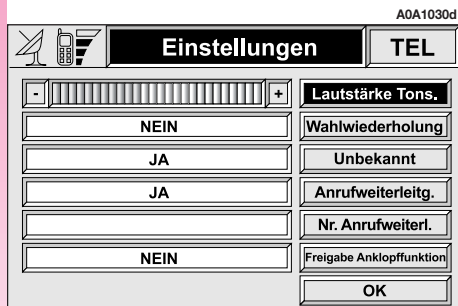 A0A1030d
Einstellungen TEL
- + Lautstärke Tons.
NEIN Wahlwiederholung
JA Unbekannt
JA Anrufweiterleitg.
Nr. Anrufweiterl.
NEIN Freigabe Anklopffunktion
OK